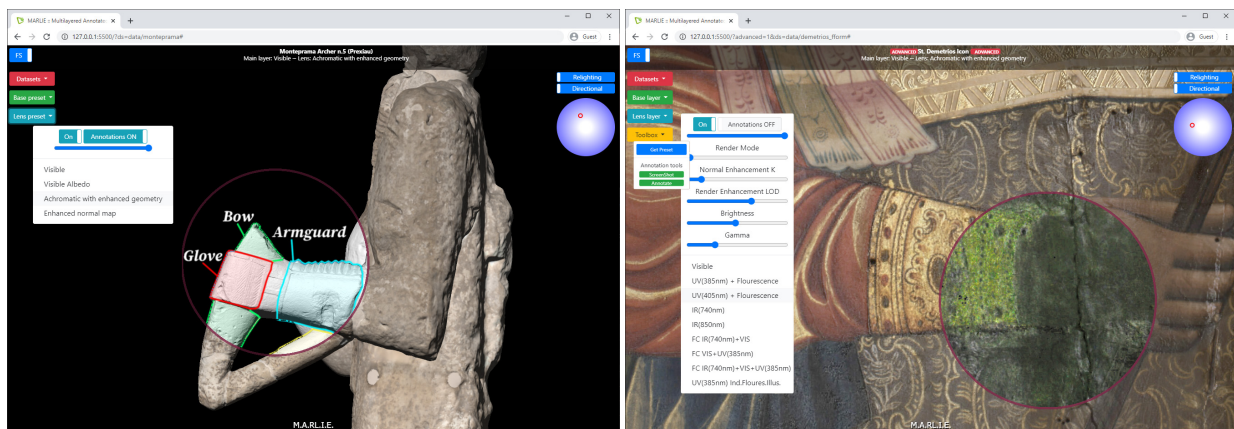 MARLIE :: Multilayered Annotate
127.0.0.1:5500/?ds=data/monteprama#
Guest
FS
Monteprama Archer n.5 (Prexiau)
Main layer: Visible – Lens: Achromatic with enhanced geometry
Datasets
Base preset
Lens preset
Relighting
Directional
On
Annotations ON
Visible
Visible Albedo
Achromatic with enhanced geometry
Enhanced normal map
Bow
Armguard
Glove
M.A.RL.I.E.
MARLIE :: Multilayered Annotate
127.0.0.1:5500/?advanced=1&ds=data/demetrios_fform#
Guest
FS
ADVANCED St. Demetrios Icon ADVANCED
Main layer: Visible – Lens: Achromatic with enhanced geometry
Datasets
Base layer
Lens layer
Toolbox
Relighting
Directional
Get Preset
Annotation tools
ScreenShot
Annotate
On
Annotations OFF
Render Mode
Normal Enhancement K
Render Enhancement LOD
Brightness
Gamma
Visible
UV(385nm) + Flourescence
UV(405nm) + Flourescence
IR(740nm)
IR(850nm)
FC IR(740nm)+VIS
FC VIS+UV(385nm)
FC IR(740nm)+VIS+UV(385nm)
UV(385nm) Ind.Floures.Illus.
M.A.RL.I.E.